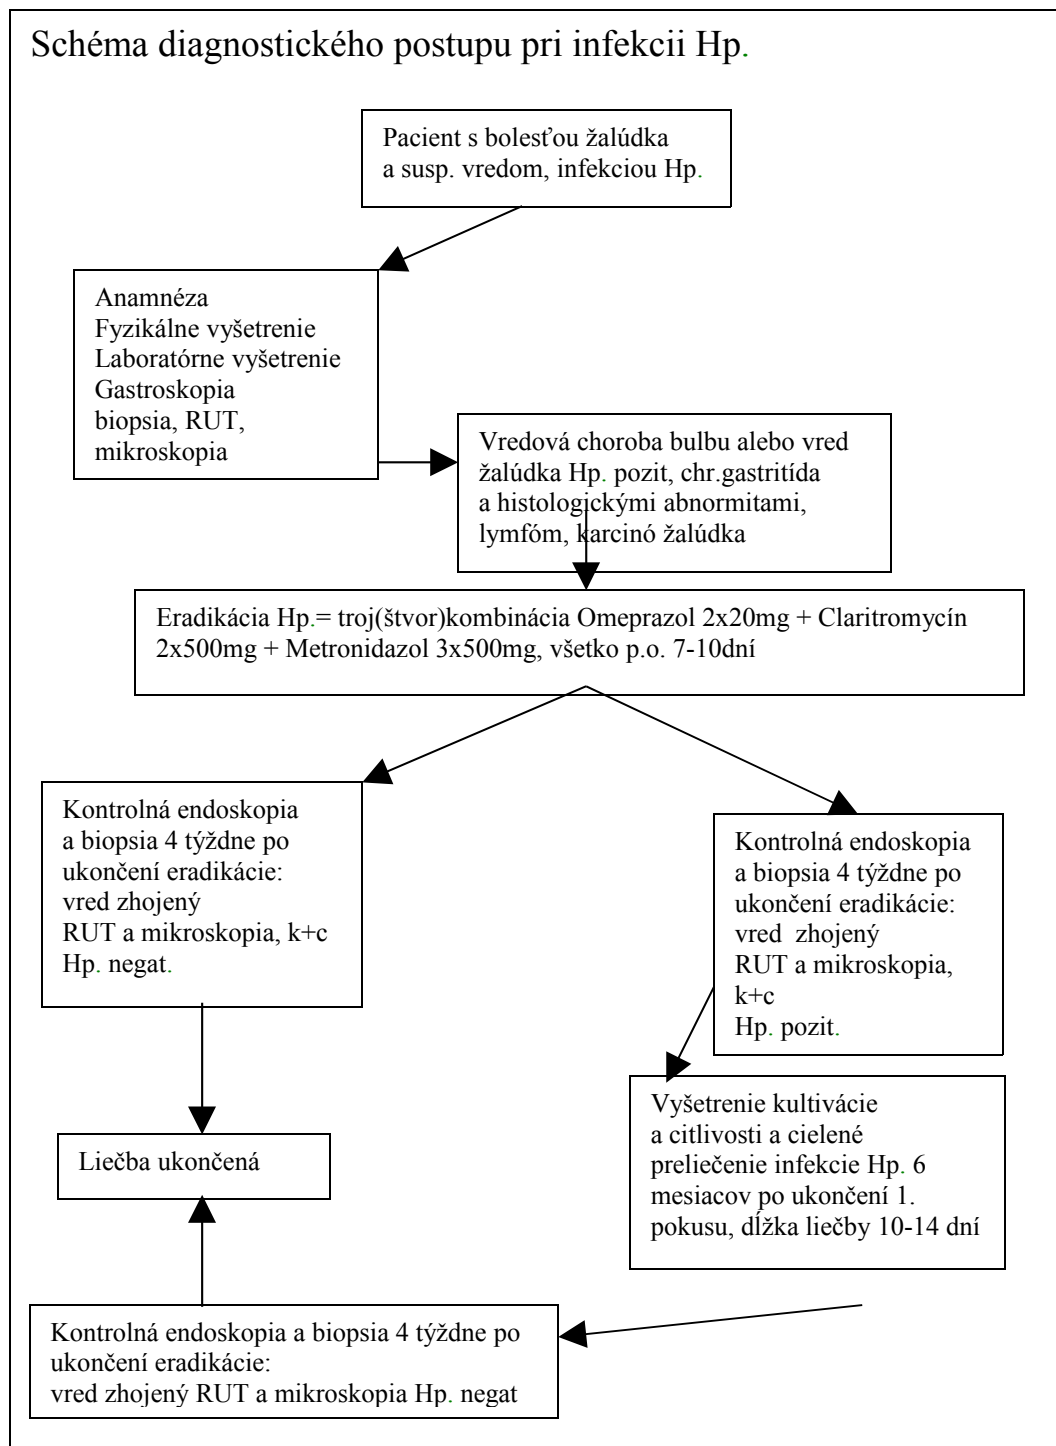 Schéma diagnostického postupu pri infekcii Hp.
Pacient s bolesťou žalúdka
a susp. vredom, infekciou Hp.
Anamnéza
Fyzikálne vyšetrenie
Laboratórne vyšetrenie
Gastroskopia
biopsia, RUT,
mikroskopia
Vredová choroba bulbu alebo vred
žalúdka Hp. pozit, chr.gastritída
a histologickými abnormitami,
lymfóm, karcinó žalúdka
Eradikácia Hp.= troj(štvor)kombinácia Omeprazol 2x20mg + Claritromycín
2x500mg + Metronidazol 3x500mg, všetko p.o. 7-10dní
Kontrolná endoskopia
a biopsia 4 týždne po
ukončení eradikácie:
vred zhojený
RUT a mikroskopia, k+c
Hp. negat.
Kontrolná endoskopia
a biopsia 4 týždne po
ukončení eradikácie:
vred zhojený
RUT a mikroskopia,
k+c
Hp. pozit.
Vyšetrenie kultivácie
a citlivosti a cielené
preliečenie infekcie Hp. 6
mesiacov po ukončení 1.
pokusu, dĺžka liečby 10-14 dní
Liečba ukončená
Kontrolná endoskopia a biopsia 4 týždne po
ukončení eradikácie:
vred zhojený RUT a mikroskopia Hp. negat